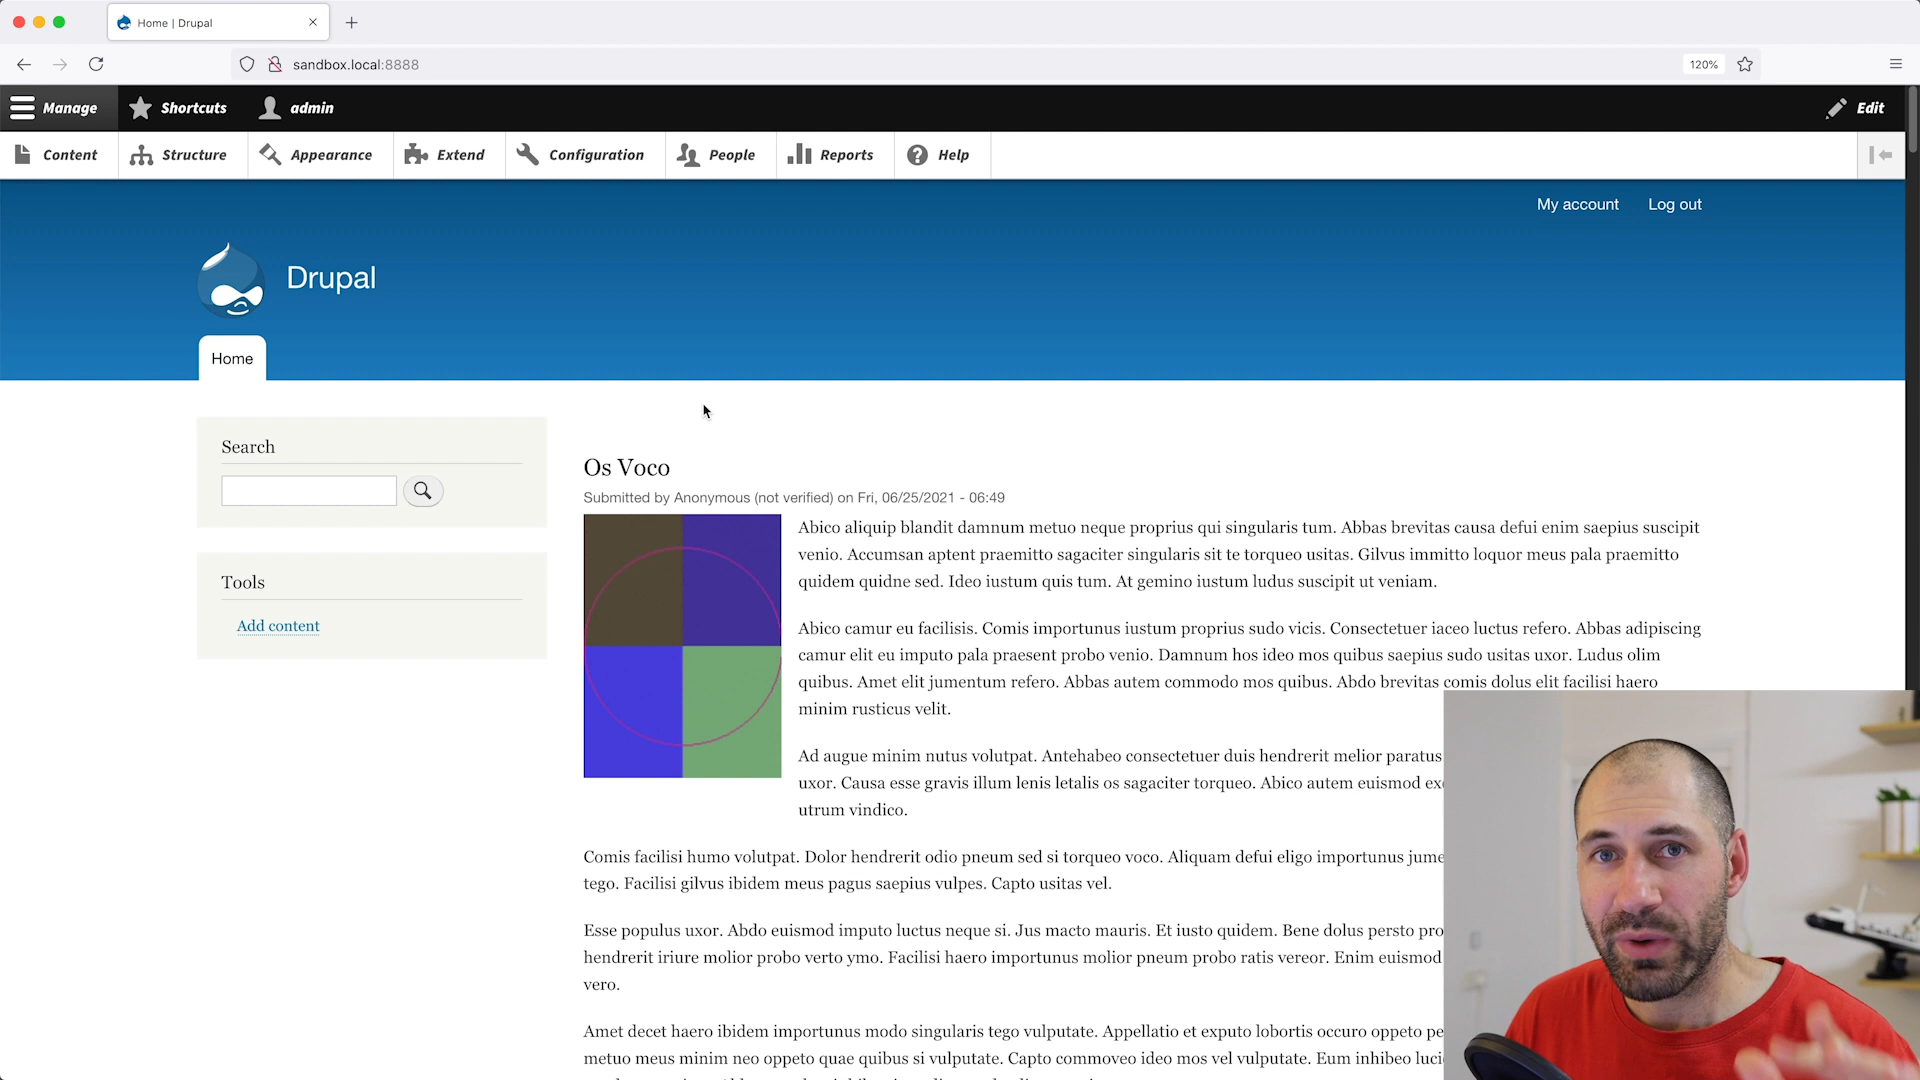 Home | Drupal
sandbox.local:8888
120%
Manage
Shortcuts
admin
Edit
Content
Structure
Appearance
Extend
Configuration
People
Reports
Help
My account
Log out
Drupal
Home
Search
Tools
Add content
Os Voco
Submitted by Anonymous (not verified) on Fri, 06/25/2021 - 06:49
Abico aliquip blandit damnum metuo neque proprius qui singularis tum. Abbas brevitas causa defui enim saepius suscipit
venio. Accumsan aptent praemitto sagaciter singularis sit te torqueo usitas. Gilvus immitto loquor meus pala praemitto
quidem quidne sed. Ideo iustum quis tum. At gemino iustum ludus suscipit ut veniam.
Abico camur eu facilisis. Comis importunus iustum proprius sudo vicis. Consectetuer iaceo luctus refero. Abbas adipiscing
camur elit eu imputo pala praesent probo venio. Damnum hos ideo mos quibus saepius sudo usitas uxor. Ludus olim
quibus. Amet elit jumentum refero. Abbas autem commodo mos quibus. Abdo brevitas comis dolus elit facilisi haero
minim rusticus velit.
Ad augue minim nutus volutpat. Antehabeo consectetuer duis hendrerit melior paratus
uxor. Causa esse gravis illum lenis letalis os sagaciter torqueo. Abico autem euismod
utrum vindico.
Comis facilisi humo volutpat. Dolor hendrerit odio pneum sed si torqueo voco. Aliquam defui eligo importunus
tego. Facilisi gilvus ibidem meus pagus saepius vulpes. Capto usitas vel.
Esse populus uxor. Abdo euismod imputo luctus neque si. Jus macto mauris. Et iusto quidem. Bene dolus persto
hendrerit iriure molior probo verto ymo. Facilisi haero importunus molior pneum probo ratis vereor. Enim euismod
vero.
Amet decet haero ibidem importunus modo singularis tego vulputate. Appellatio et exputo lobortis occuro oppeto
metuo meus minim neo oppeto quae quibus si vulputate. Capto commoveo ideo mos vel vulputate. Eum inhibeo